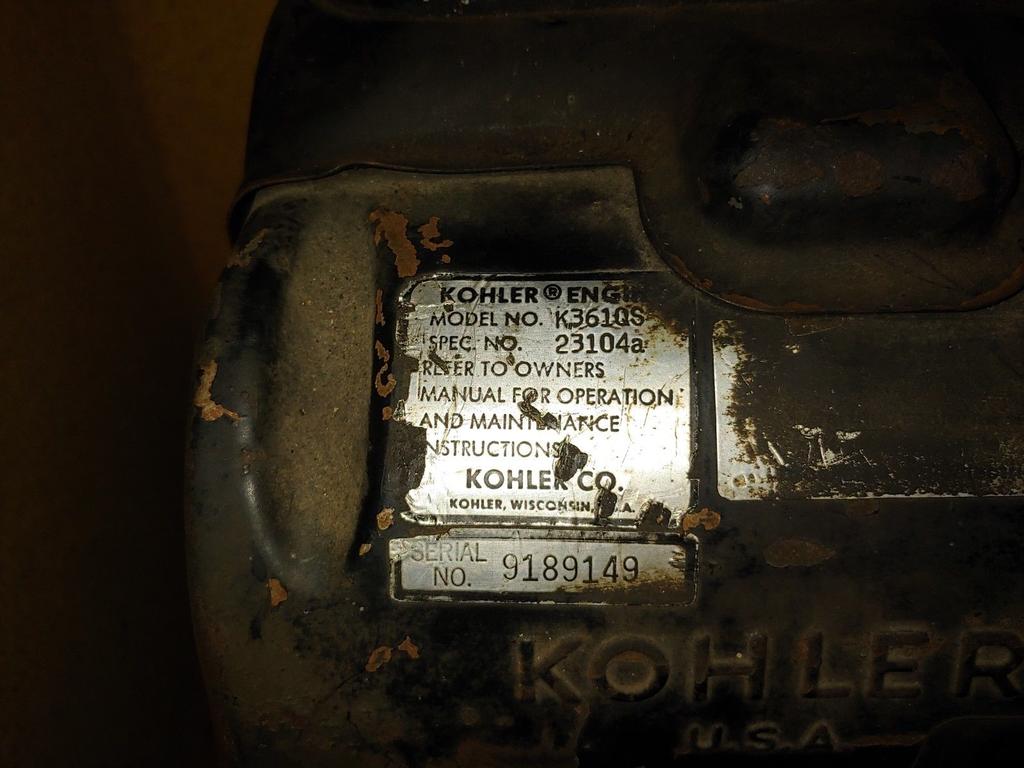 KOHLER® ENG
MODEL NO. K361QS
SPEC. NO. 23104a
REFER TO OWNERS
MANUAL FOR OPERATION
AND MAINTENANCE
INSTRUCTIONS
KOHLER CO.
KOHLER, WISCONSIN, U.S.A.
SERIAL
NO. 9189149
KOHLER
U.S.A